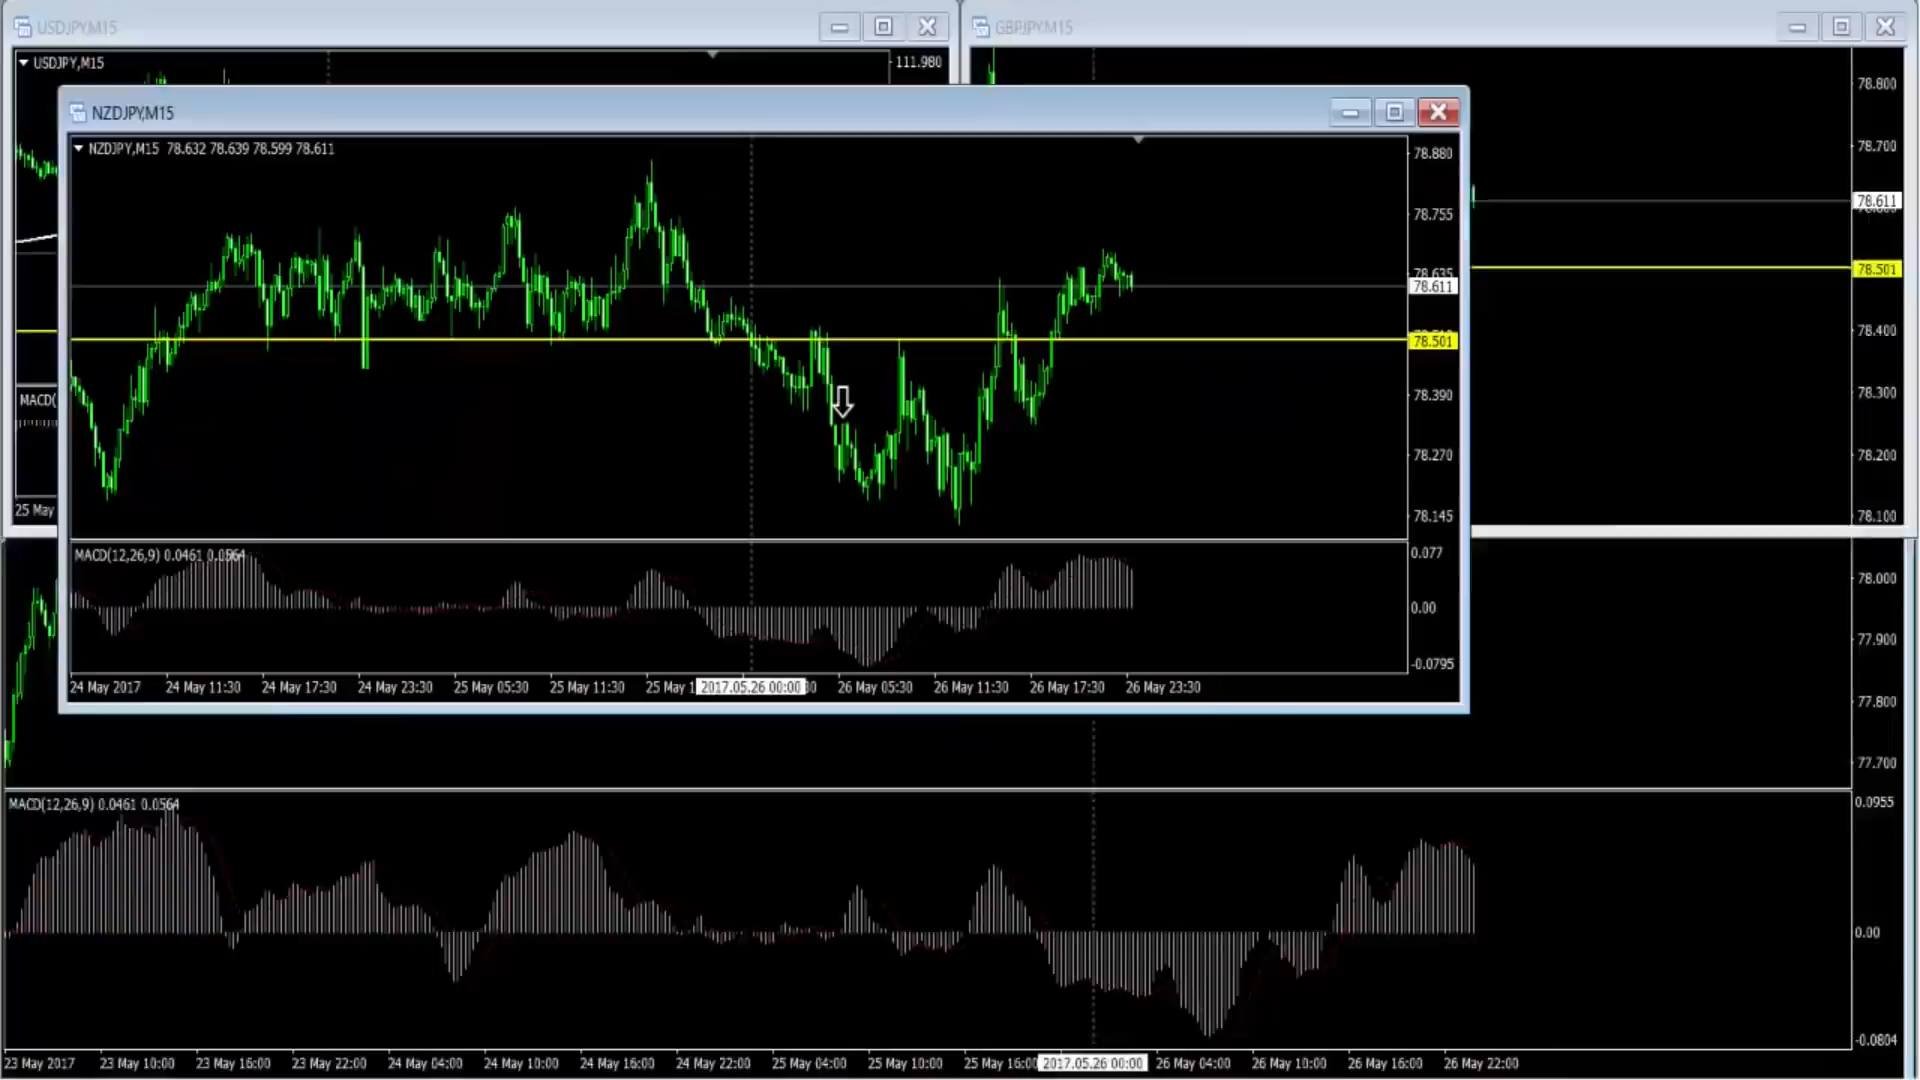 USDJPY,M15
GBPJPY,M15
USDJPY,M15
111.980
78.800
NZDJPY,M15
NZDJPY,M15 78.632 78.639 78.599 78.611
78.880
78.700
78.755
78.611
78.635
78.611
78.501
78.501
78.400
78.390
78.300
MACD(
78.270
78.200
25 May
78.145
78.100
MACD(12,26,9) 0.0461 0.0564
0.077
78.000
0.00
77.900
-0.0795
24 May 2017 24 May 11:30 24 May 17:30 24 May 23:30 25 May 05:30 25 May 11:30 25 May 1 2017.05.26 00:00 30 26 May 05:30 26 May 11:30 26 May 17:30 26 May 23:30
77.800
77.700
MACD(12,26,9) 0.0461 0.0564
0.0955
0.00
-0.0804
23 May 2017 23 May 10:00 23 May 16:00 23 May 22:00 24 May 04:00 24 May 10:00 24 May 16:00 24 May 22:00 25 May 04:00 25 May 10:00 25 May 16:00 2017.05.26 00:00 26 May 04:00 26 May 10:00 26 May 16:00 26 May 22:00